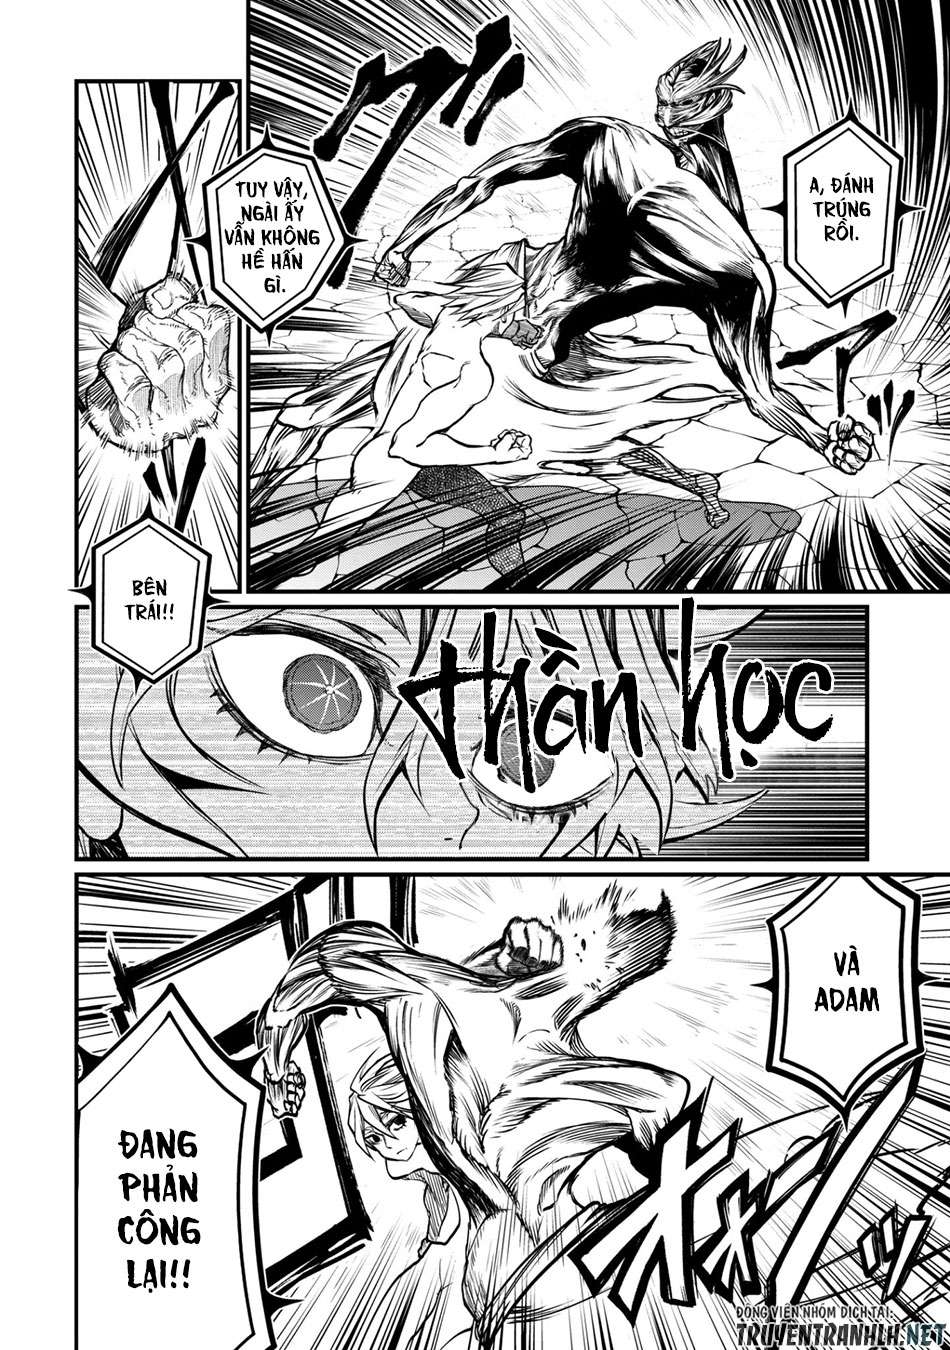 A, ĐÁNH
TRÚNG
RỒI.
TUY VẬY,
NGÀI ẤY
VẪN KHÔNG
HỀ HẤN
GÌ.
BÊN
TRÁI!!
thần học
VÀ
ADAM
ĐANG
PHẢN
CÔNG
LẠI!!
ĐỘNG VIÊN NHÓM DỊCH TẠI:
TRUYENTRANHLH.NET